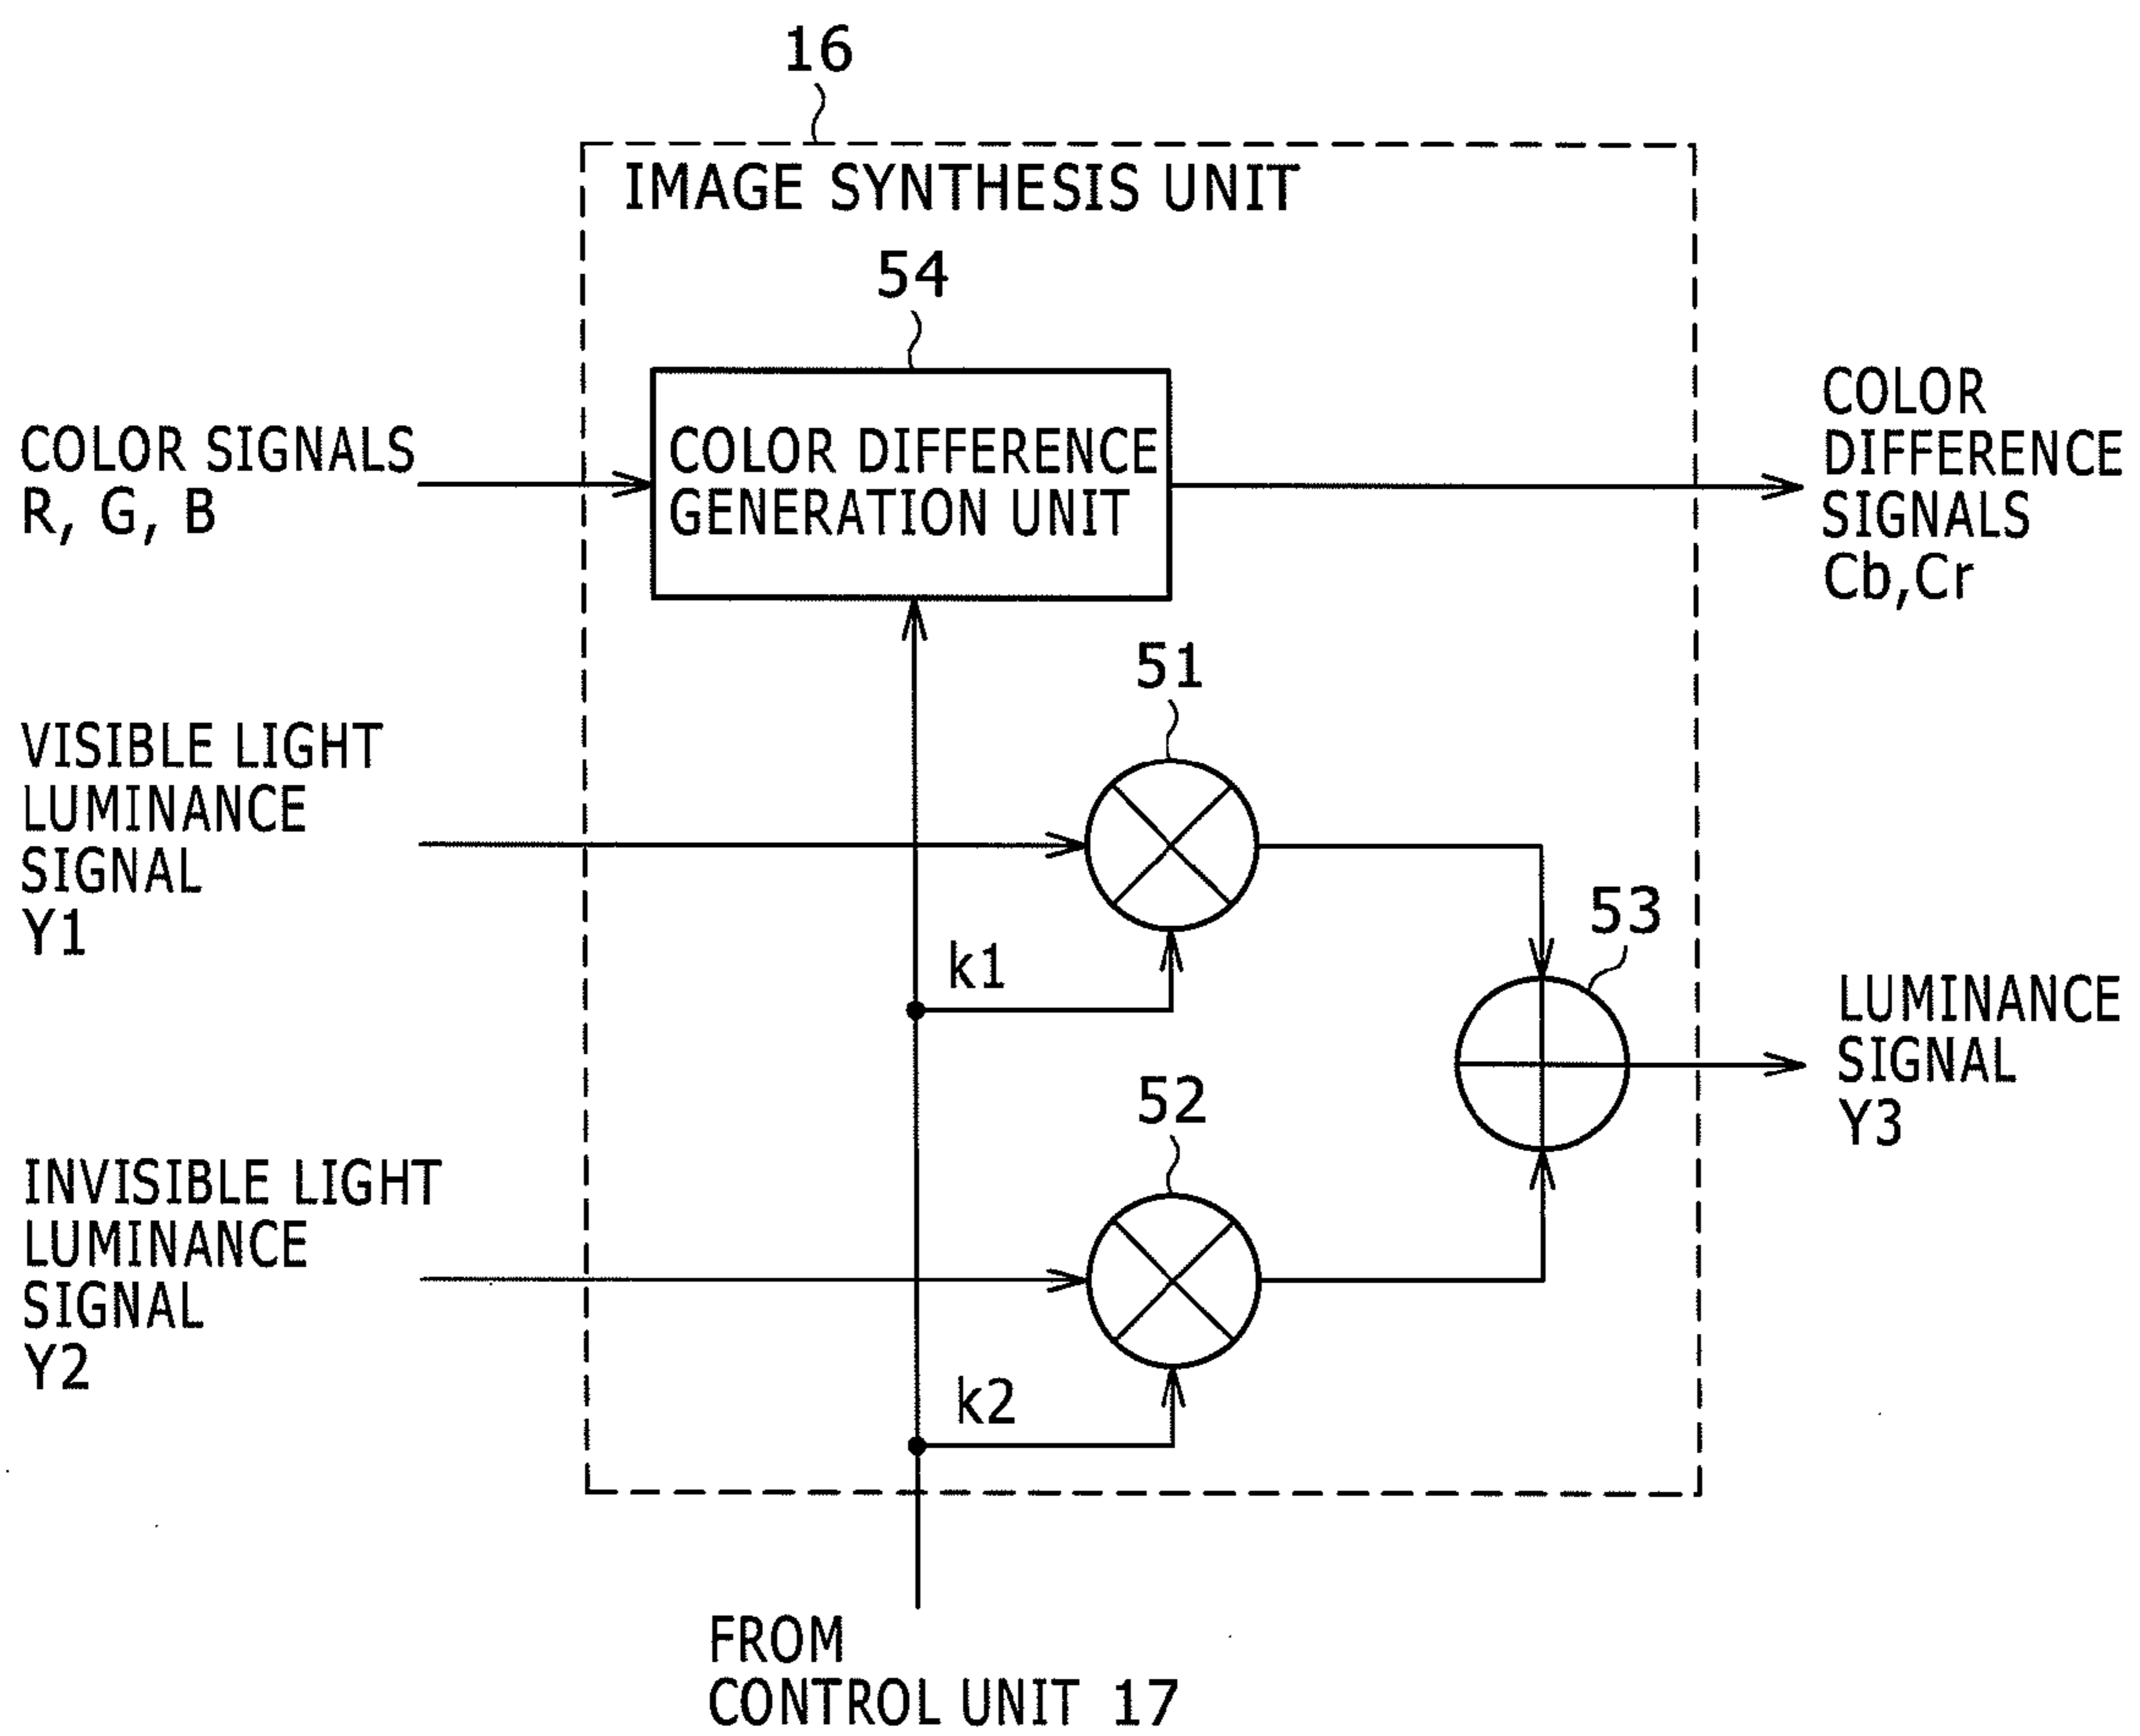 16
IMAGE SYNTHESIS UNIT
54
COLOR SIGNALS
R, G, B
COLOR DIFFERENCE
GENERATION UNIT
COLOR
DIFFERENCE
SIGNALS
Cb,Cr
51
VISIBLE LIGHT
LUMINANCE
SIGNAL
Y1
k1
53
LUMINANCE
SIGNAL
Y3
52
INVISIBLE LIGHT
LUMINANCE
SIGNAL
Y2
k2
FROM
CONTROL UNIT 17